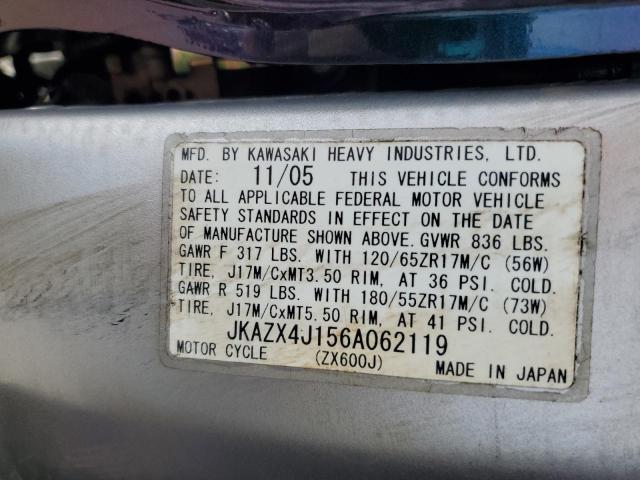 MFD. BY KAWASAKI HEAVY INDUSTRIES, LTD.
DATE: 11/05 THIS VEHICLE CONFORMS
TO ALL APPLICABLE FEDERAL MOTOR VEHICLE
SAFETY STANDARDS IN EFFECT ON THE DATE
OF MANUFACTURE SHOWN ABOVE. GVWR 836 LBS.
GAWR F 317 LBS. WITH 120/65ZR17M/C (56W)
TIRE, J17M/CxMT3.50 RIM, AT 36 PSI. COLD.
GAWR R 519 LBS. WITH 180/55ZR17M/C (73W)
TIRE, J17M/CxMT5.50 RIM, AT 41 PSI. COLD.
JKAZX4J156A062119
MOTOR CYCLE (ZX600J) MADE IN JAPAN